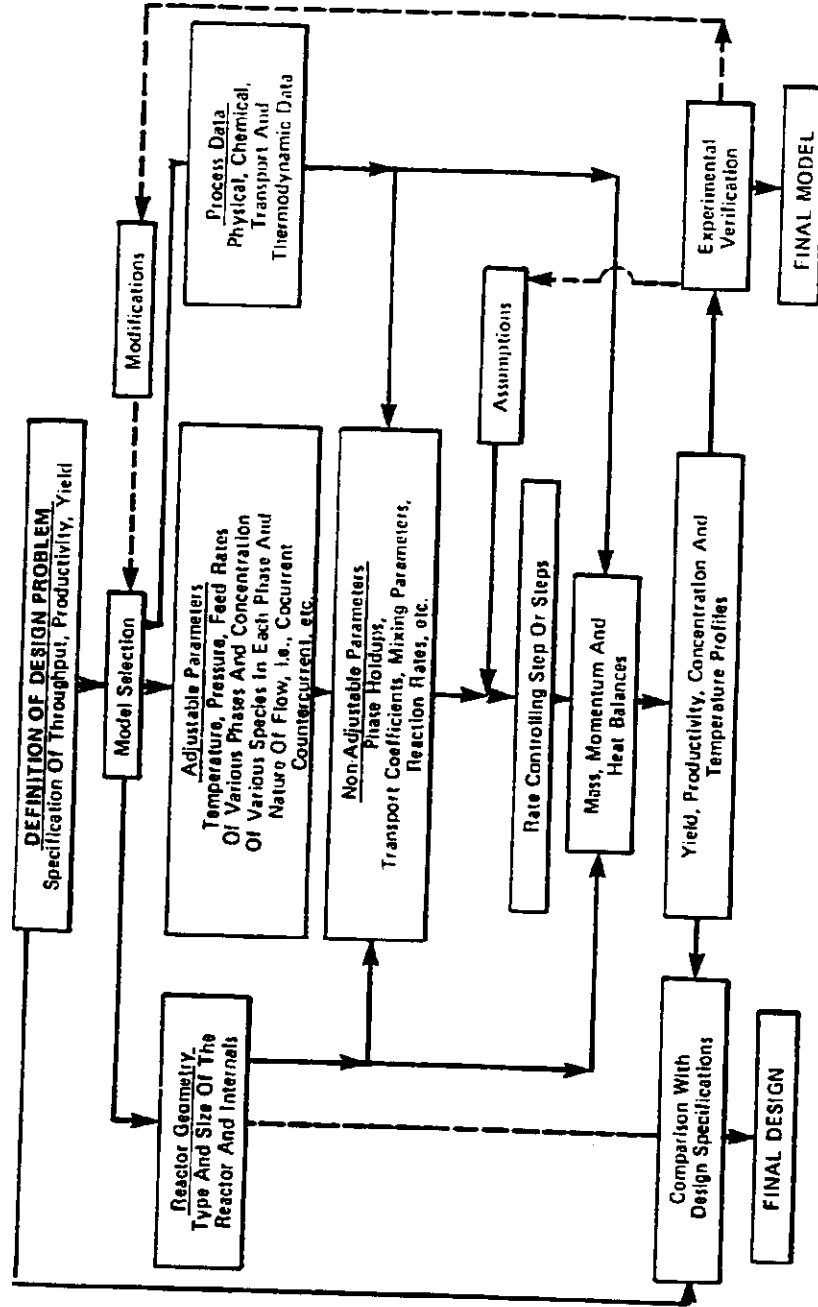 DEFINITION OF DESIGN PROBLEM
Specification Of Throughput, Productivity, Yield
Model Selection
Modifications
Reactor Geometry
Type And Size Of The
Reactor And Internals
Adjustable Parameters
Temperature, Pressure, Feed Rates
Of Various Phases And Concentration
Of Various Species In Each Phase And
Nature Of Flow, i.e., Cocurrent
Countercurrent, etc.
Process Data
Physical, Chemical,
Transport And
Thermodynamic Data
Non-Adjustable Parameters
Phase Holdups,
Transport Coefficients, Mixing Parameters,
Reaction Rates, etc.
Assumptions
Rate Controlling Step Or Steps
Mass, Momentum And
Heat Balances
Yield, Productivity, Concentration And
Temperature Profiles
Comparison With
Design Specifications
Experimental
Verification
FINAL DESIGN
FINAL MODEL